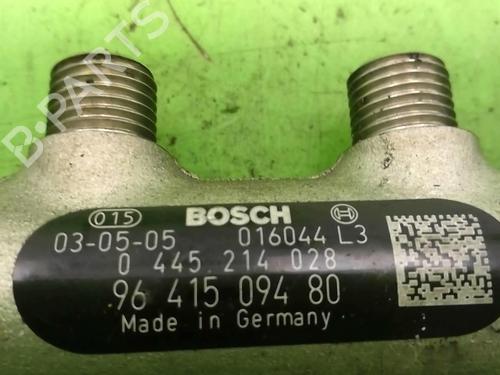 B-PARTS
015 BOSCH
03-05-05 016044 L3
0 445 214 028
96 415 094 80
Made in Germany